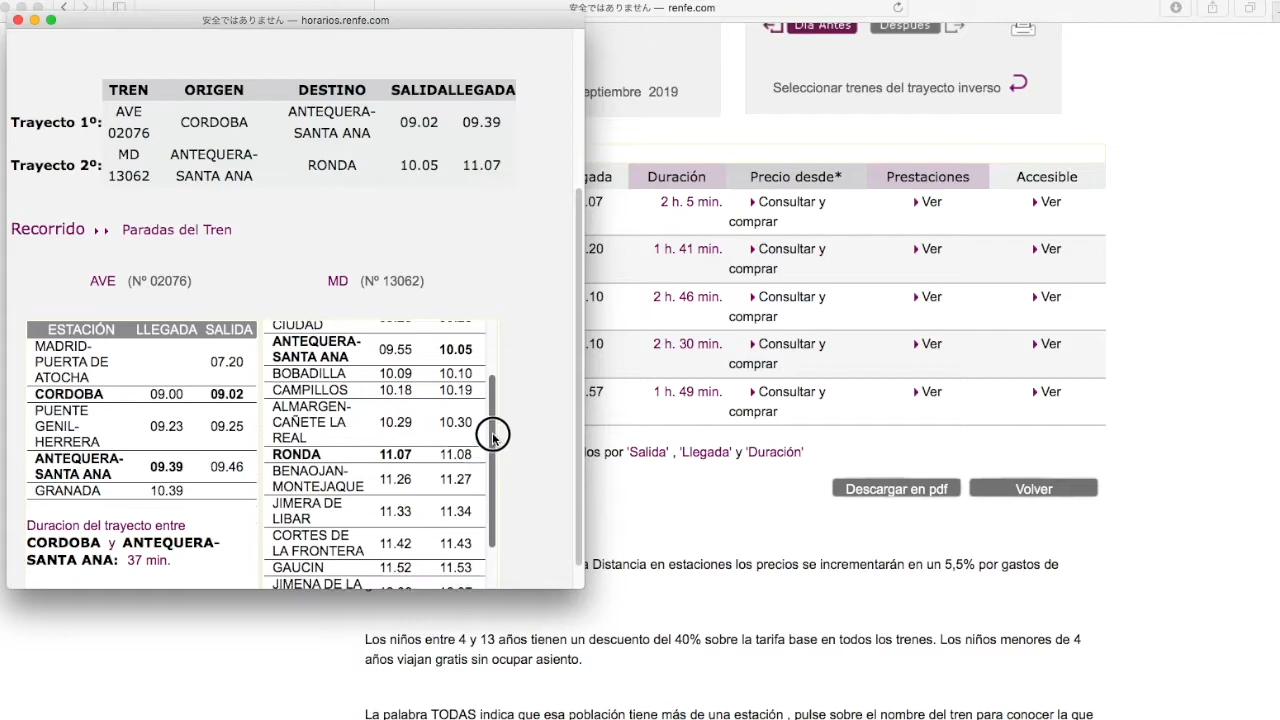 安全ではありません — horarios.renfe.com
安全ではありません — renfe.com
TREN ORIGEN DESTINO SALIDA LLEGADA
Trayecto 1º: AVE 02076 CORDOBA ANTEQUERA-SANTA ANA 09.02 09.39
Trayecto 2º: MD 13062 ANTEQUERA-SANTA ANA RONDA 10.05 11.07
Recorrido Paradas del Tren
AVE (Nº 02076) MD (Nº 13062)
ESTACIÓN LLEGADA SALIDA
MADRID-
PUERTA DE 07.20
ATOCHA
CORDOBA 09.00 09.02
PUENTE
GENIL- 09.23 09.25
HERRERA
ANTEQUERA-
SANTA ANA 09.39 09.46
GRANADA 10.39
Duracion del trayecto entre
CORDOBA y ANTEQUERA-
SANTA ANA: 37 min.
CIUDAD
ANTEQUERA-
SANTA ANA 09.55 10.05
BOBADILLA 10.09 10.10
CAMPILLOS 10.18 10.19
ALMARGEN-
CAÑETE LA 10.29 10.30
REAL
RONDA 11.07 11.08
BENAOJAN-
MONTEJAQUE 11.26 11.27
JIMERA DE
LIBAR 11.33 11.34
CORTES DE
LA FRONTERA 11.42 11.43
GAUCIN 11.52 11.53
JIMENA DE LA
Día Antes Después
eptiembre 2019
Seleccionar trenes del trayecto inverso
gada Duración Precio desde* Prestaciones Accesible
.07 2 h. 5 min. Consultar y comprar Ver Ver
.20 1 h. 41 min. Consultar y comprar Ver Ver
.10 2 h. 46 min. Consultar y comprar Ver Ver
.10 2 h. 30 min. Consultar y comprar Ver Ver
.57 1 h. 49 min. Consultar y comprar Ver Ver
los por 'Salida' , 'Llegada' y 'Duración'
Descargar en pdf Volver
a Distancia en estaciones los precios se incrementarán en un 5,5% por gastos de
Los niños entre 4 y 13 años tienen un descuento del 40% sobre la tarifa base en todos los trenes. Los niños menores de 4
años viajan gratis sin ocupar asiento.
La palabra TODAS indica que esa población tiene más de una estación , pulse sobre el nombre del tren para conocer la que